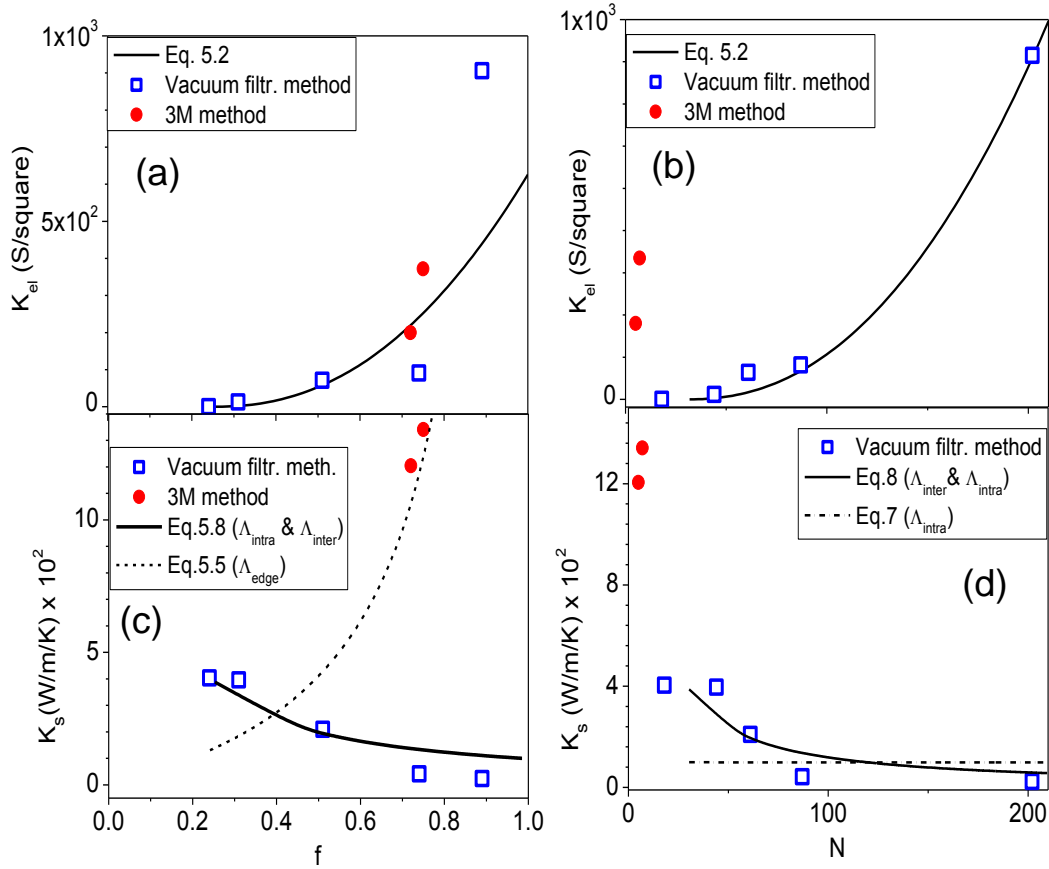 1x10³
Eq. 5.2
Vacuum filtr. method
3M method
(a)
5x10²
0
K_el (S/square)
1x10³
Eq. 5.2
Vacuum filtr. method
3M method
(b)
0
K_el (S/square)
Vacuum filtr. meth.
3M method
Eq.5.8 (Λ_intra & Λ_inter)
Eq.5.5 (Λ_edge)
(c)
10
5
0
K_s(W/m/K) x 10²
0.0 0.2 0.4 0.6 0.8 1.0
f
Vacuum filtr. method
Eq.8 (Λ_inter& Λ_intra)
Eq.7 (Λ_intra)
(d)
12
8
4
0
K_s (W/m/K) x 10²
0 100 200
N